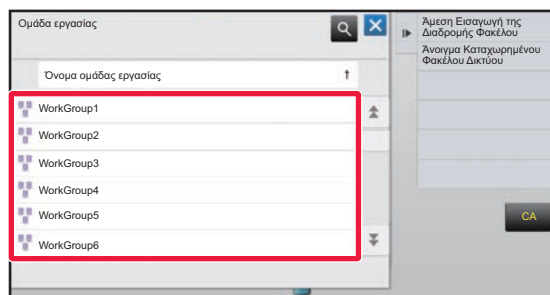 Ομάδα εργασίας
Όνομα ομάδας εργασίας
WorkGroup1
WorkGroup2
WorkGroup3
WorkGroup4
WorkGroup5
WorkGroup6
Άμεση Εισαγωγή της
Διαδρομής Φακέλου
Άνοιγμα Καταχωρημένου
Φακέλου Δικτύου
CA